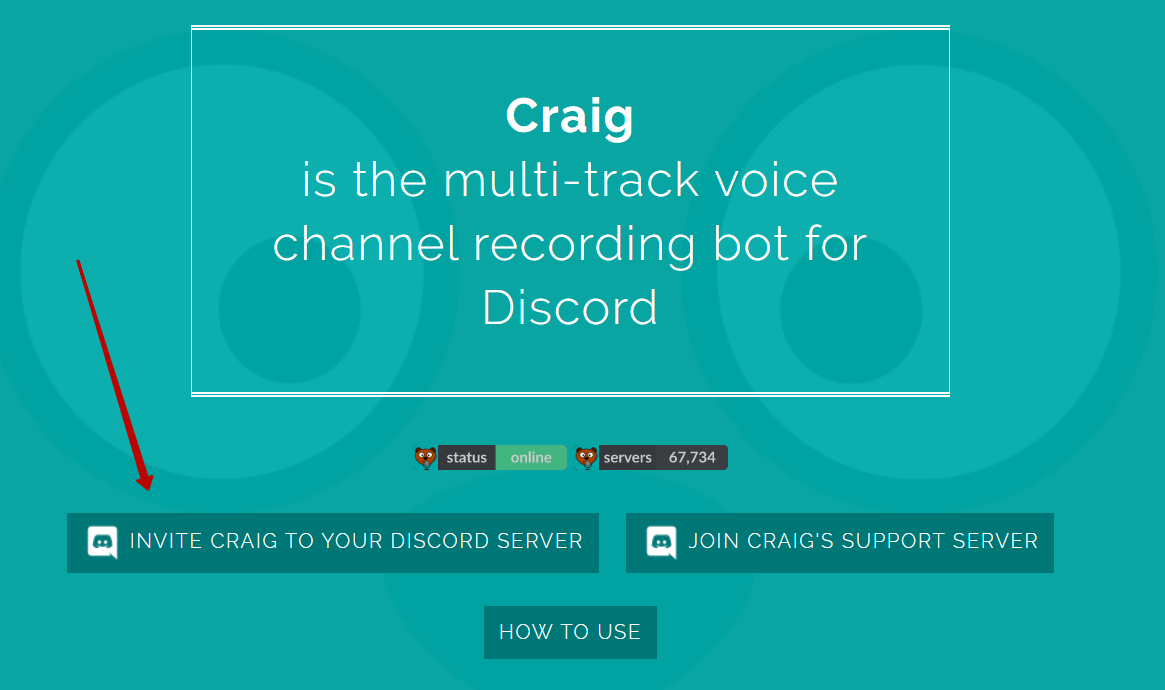 Craig
is the multi-track voice
channel recording bot for
Discord
status online servers 67,734
INVITE CRAIG TO YOUR DISCORD SERVER JOIN CRAIG'S SUPPORT SERVER
HOW TO USE